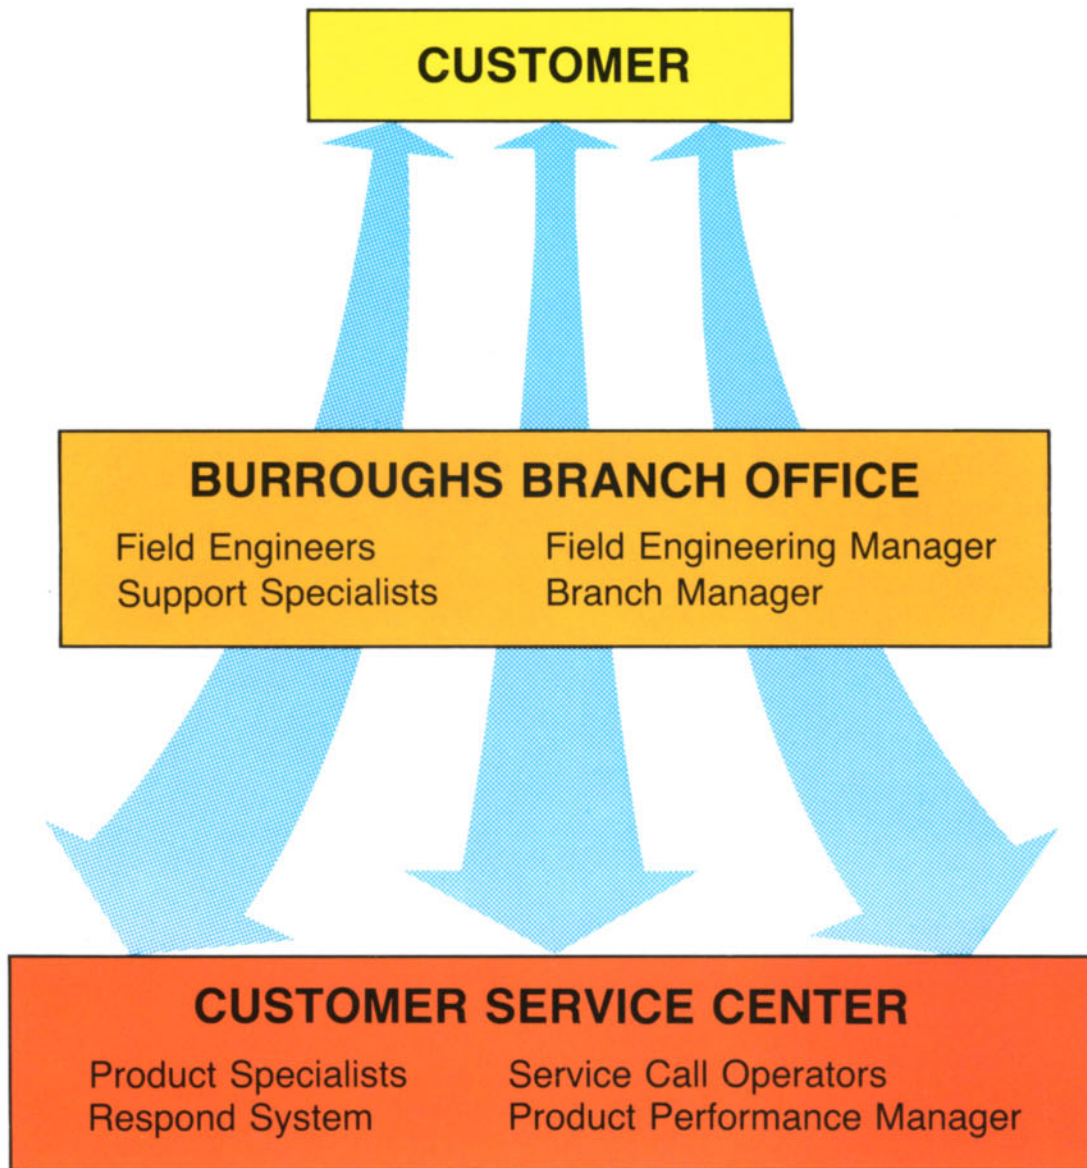 CUSTOMER
BURROUGHS BRANCH OFFICE
Field Engineers
Support Specialists
Field Engineering Manager
Branch Manager
CUSTOMER SERVICE CENTER
Product Specialists
Respond System
Service Call Operators
Product Performance Manager